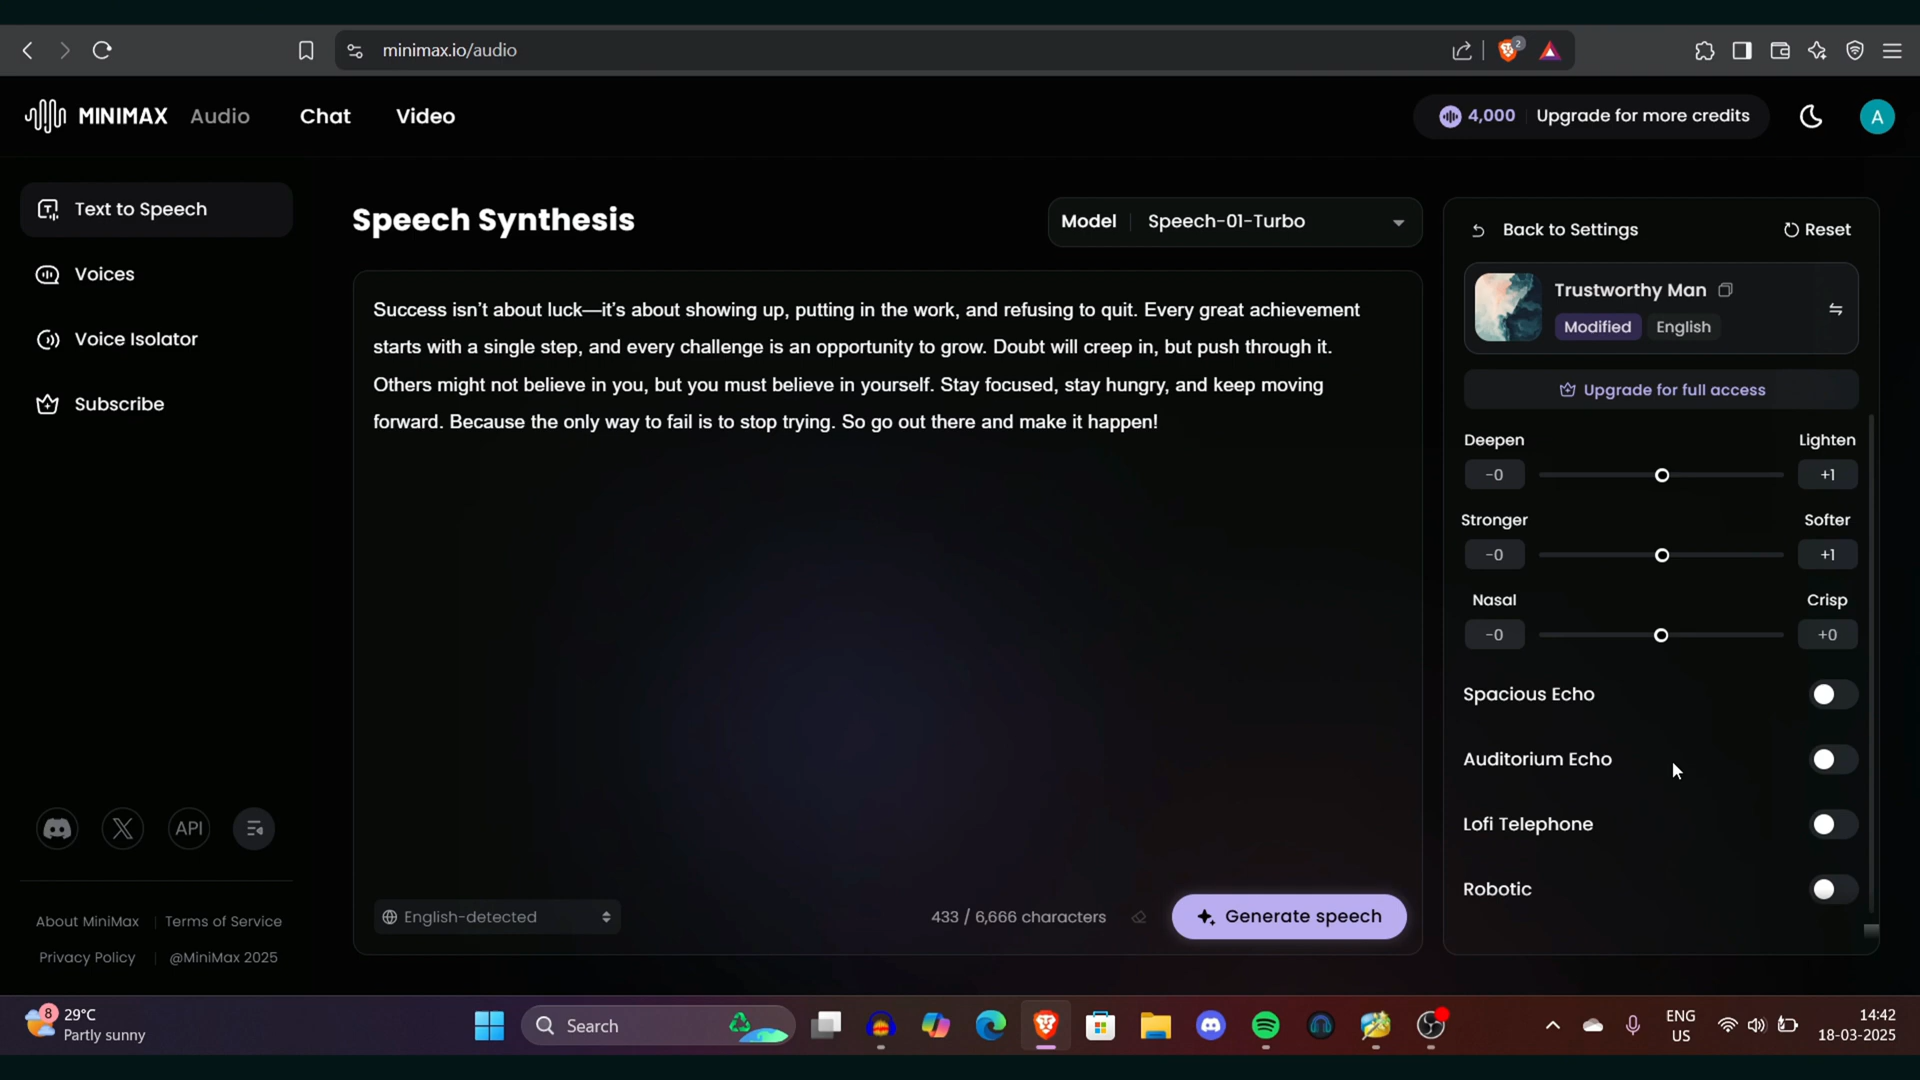 minimax.io/audio
2
MINIMAX Audio Chat Video
4,000 Upgrade for more credits
A
Text to Speech
Voices
Voice Isolator
Subscribe
API
About MiniMax Terms of Service
Privacy Policy @MiniMax 2025
Speech Synthesis
Model Speech-01-Turbo
Success isn't about luck—it's about showing up, putting in the work, and refusing to quit. Every great achievement
starts with a single step, and every challenge is an opportunity to grow. Doubt will creep in, but push through it.
Others might not believe in you, but you must believe in yourself. Stay focused, stay hungry, and keep moving
forward. Because the only way to fail is to stop trying. So go out there and make it happen!
English-detected
433 / 6,666 characters
Generate speech
Back to Settings Reset
Trustworthy Man
Modified English
Upgrade for full access
Deepen Lighten
-0 +1
Stronger Softer
-0 +1
Nasal Crisp
-0 +0
Spacious Echo
Auditorium Echo
Lofi Telephone
Robotic
8
29°C
Partly sunny
Search
ENG
US
14:42
18-03-2025